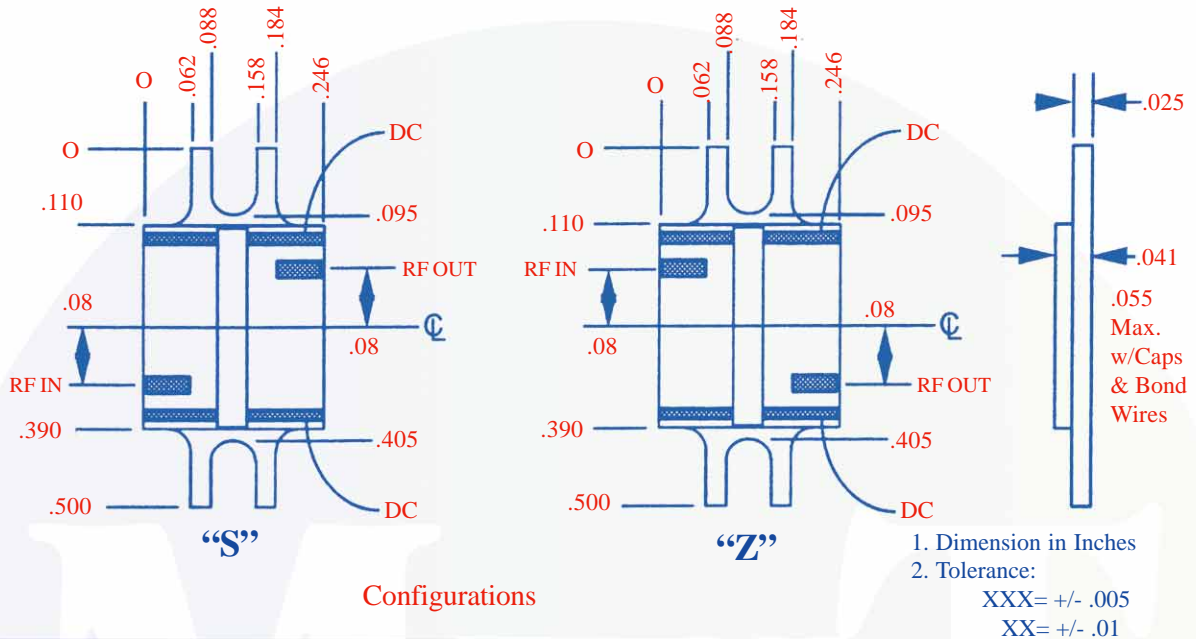 O
.062
.088
.158
.184
.246
O
DC
.110
.095
RF OUT
.08
.08
RF IN
.390
.405
.500
DC
“S”
O
.062
.088
.158
.184
.246
O
DC
.110
.095
RF IN
.08
.08
RF OUT
.390
.405
.500
DC
“Z”
.025
.041
.055
Max.
w/Caps
& Bond
Wires
Configurations
1. Dimension in Inches
2. Tolerance:
XXX= +/- .005
XX= +/- .01